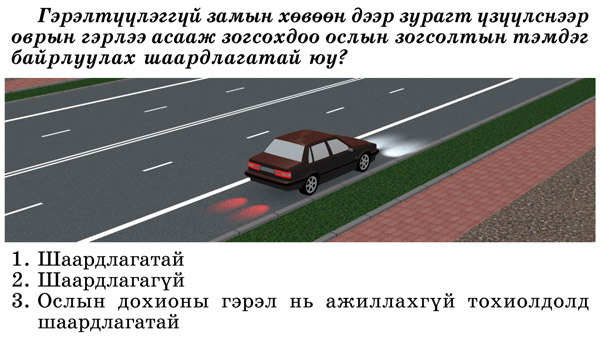 Гэрэлтүүлэггүй замын хөвөөн дээр зурагт үзүүлснээр
оврын гэрлээ асааж зогсохдоо ослын зогсолтын тэмдэг
байрлуулах шаардлагатай юу?
1. Шаардлагатай
2. Шаардлагагүй
3. Ослын дохионы гэрэл нь ажиллахгүй тохиолдолд
шаардлагатай